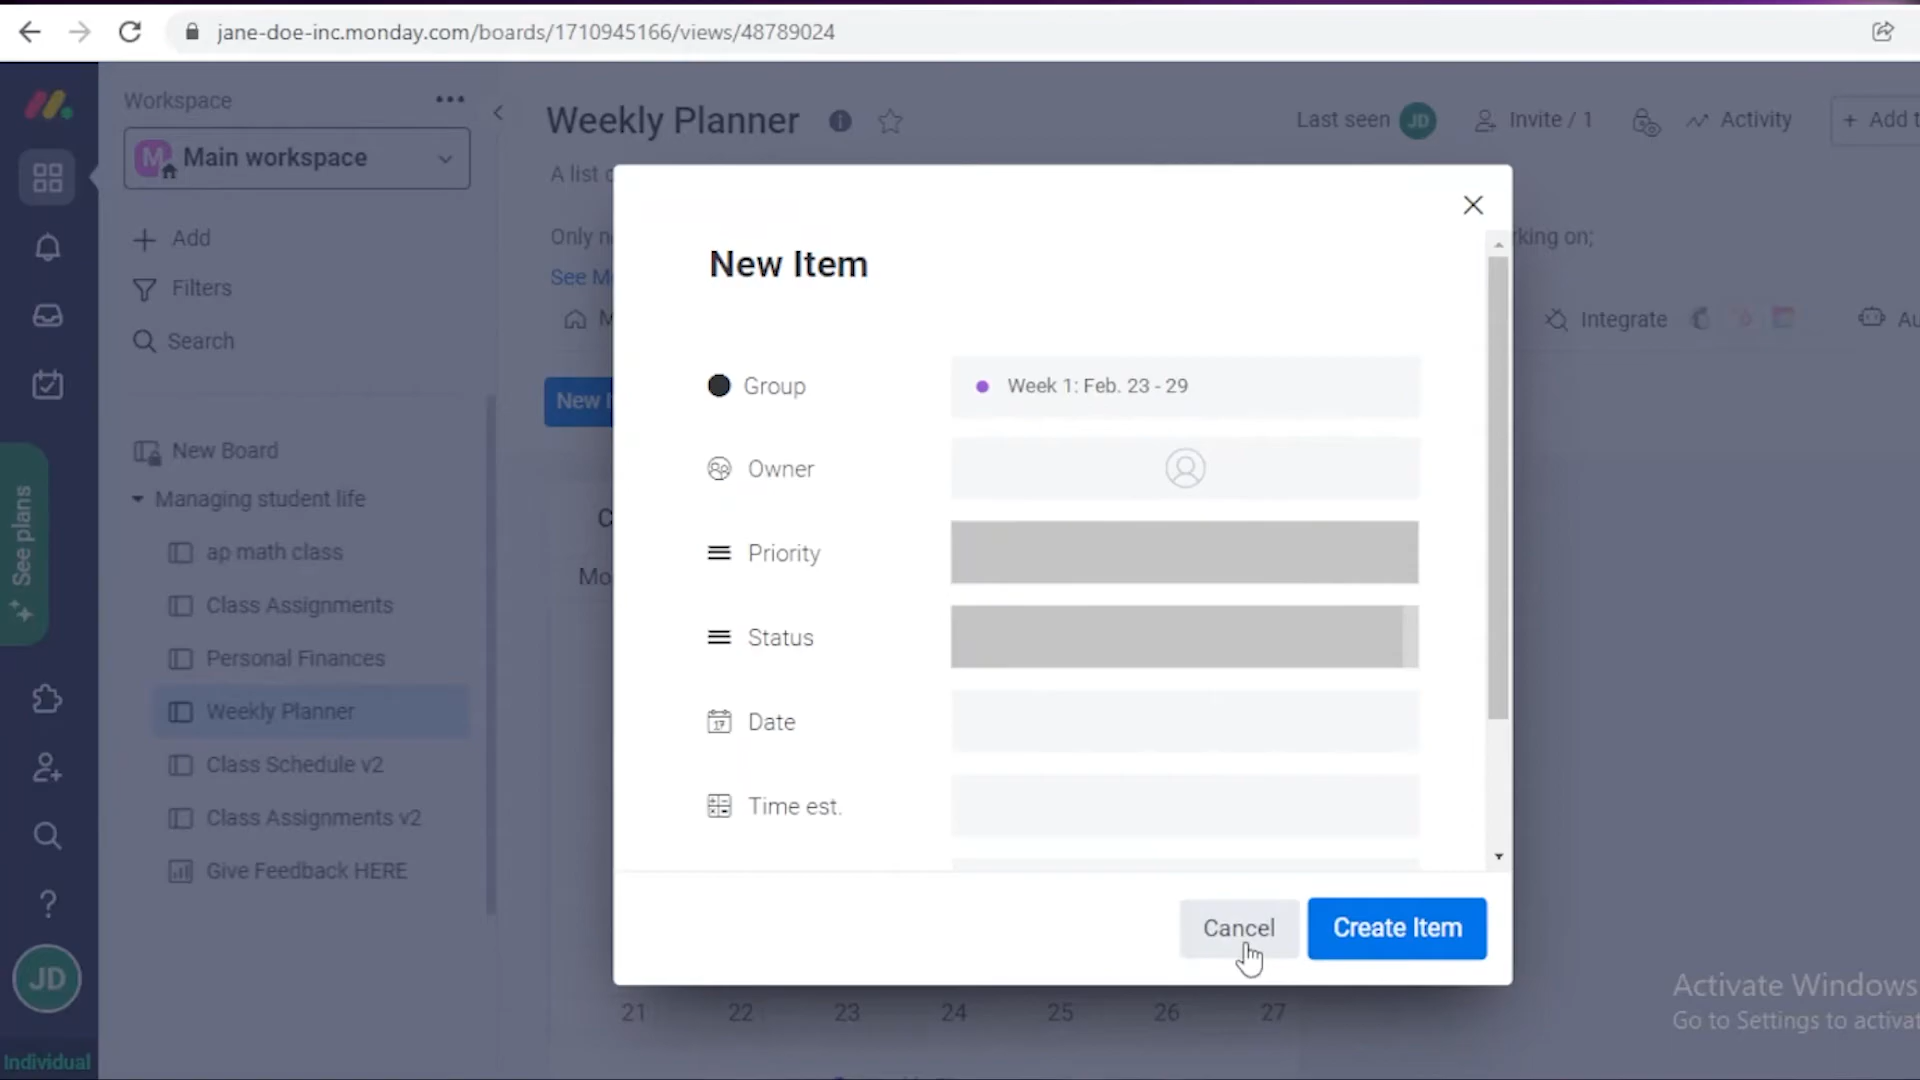 jane-doe-inc.monday.com/boards/1710945166/views/48789024
Workspace
M Main workspace
Add
Filters
Search
New Board
Managing student life
ap math class
Class Assignments
Personal Finances
Weekly Planner
Class Schedule v2
Class Assignments v2
Give Feedback HERE
See plans
?
JD
Individual
Weekly Planner
Last seen JD
Invite / 1
Activity
+ Add t
A list
Only
See M
rking on;
Integrate
Au
New I
Mo
New Item
Group
Week 1: Feb. 23 - 29
Owner
Priority
Status
17 Date
Time est.
Cancel
Create Item
21 22 23 24 25 26 27
Activate Windows
Go to Settings to activat